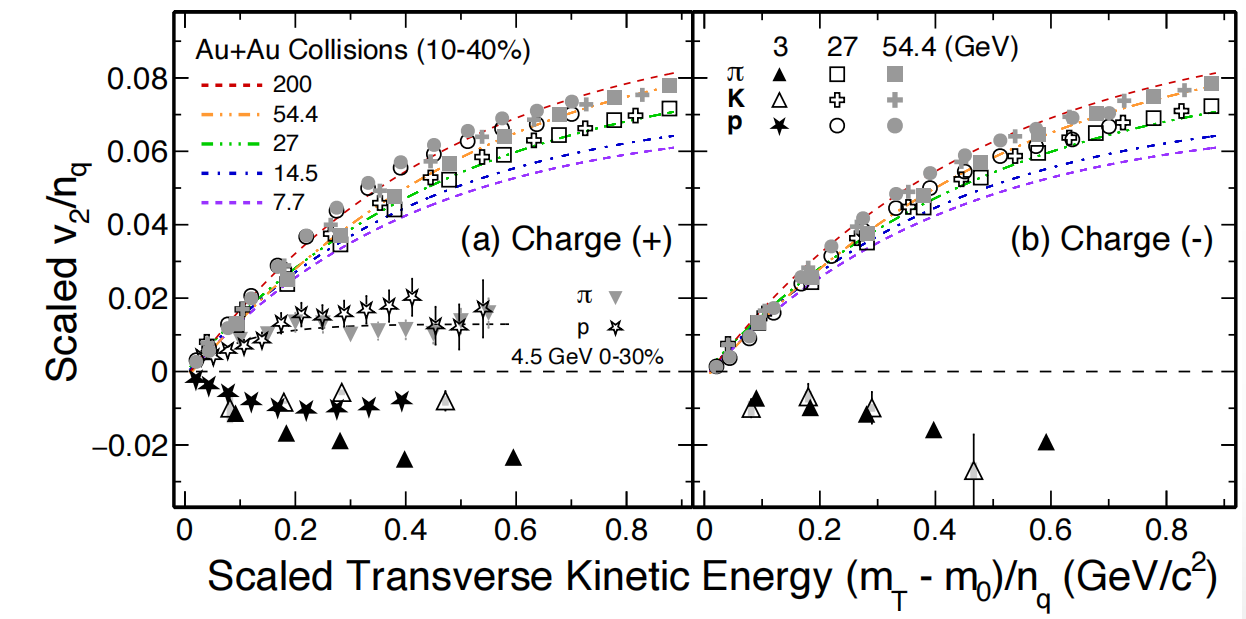 Au+Au Collisions (10-40%)
200
54.4
27
14.5
7.7
3 27 54.4 (GeV)
π
K
p
0.08
0.06
0.04
0.02
0
−0.02
Scaled v2/nq
(a) Charge (+)
(b) Charge (-)
π
p
4.5 GeV 0-30%
0 0.2 0.4 0.6 0.8
0 0.2 0.4 0.6 0.8
Scaled Transverse Kinetic Energy (mT - m0)/nq (GeV/c2)